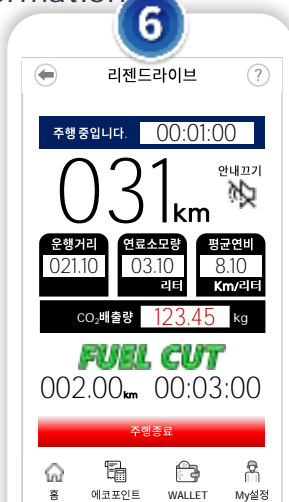 ormation
6
리젠드라이브 ?
주행 중입니다. 00:01:00
031km
안내끄기
운행거리 연료소모량 평균연비
021.10 03.10 8.10
리터 Km/리터
CO₂배출량 123.45 kg
FUEL CUT
002.00km 00:03:00
주행종료
홈 에코포인트 WALLET My설정